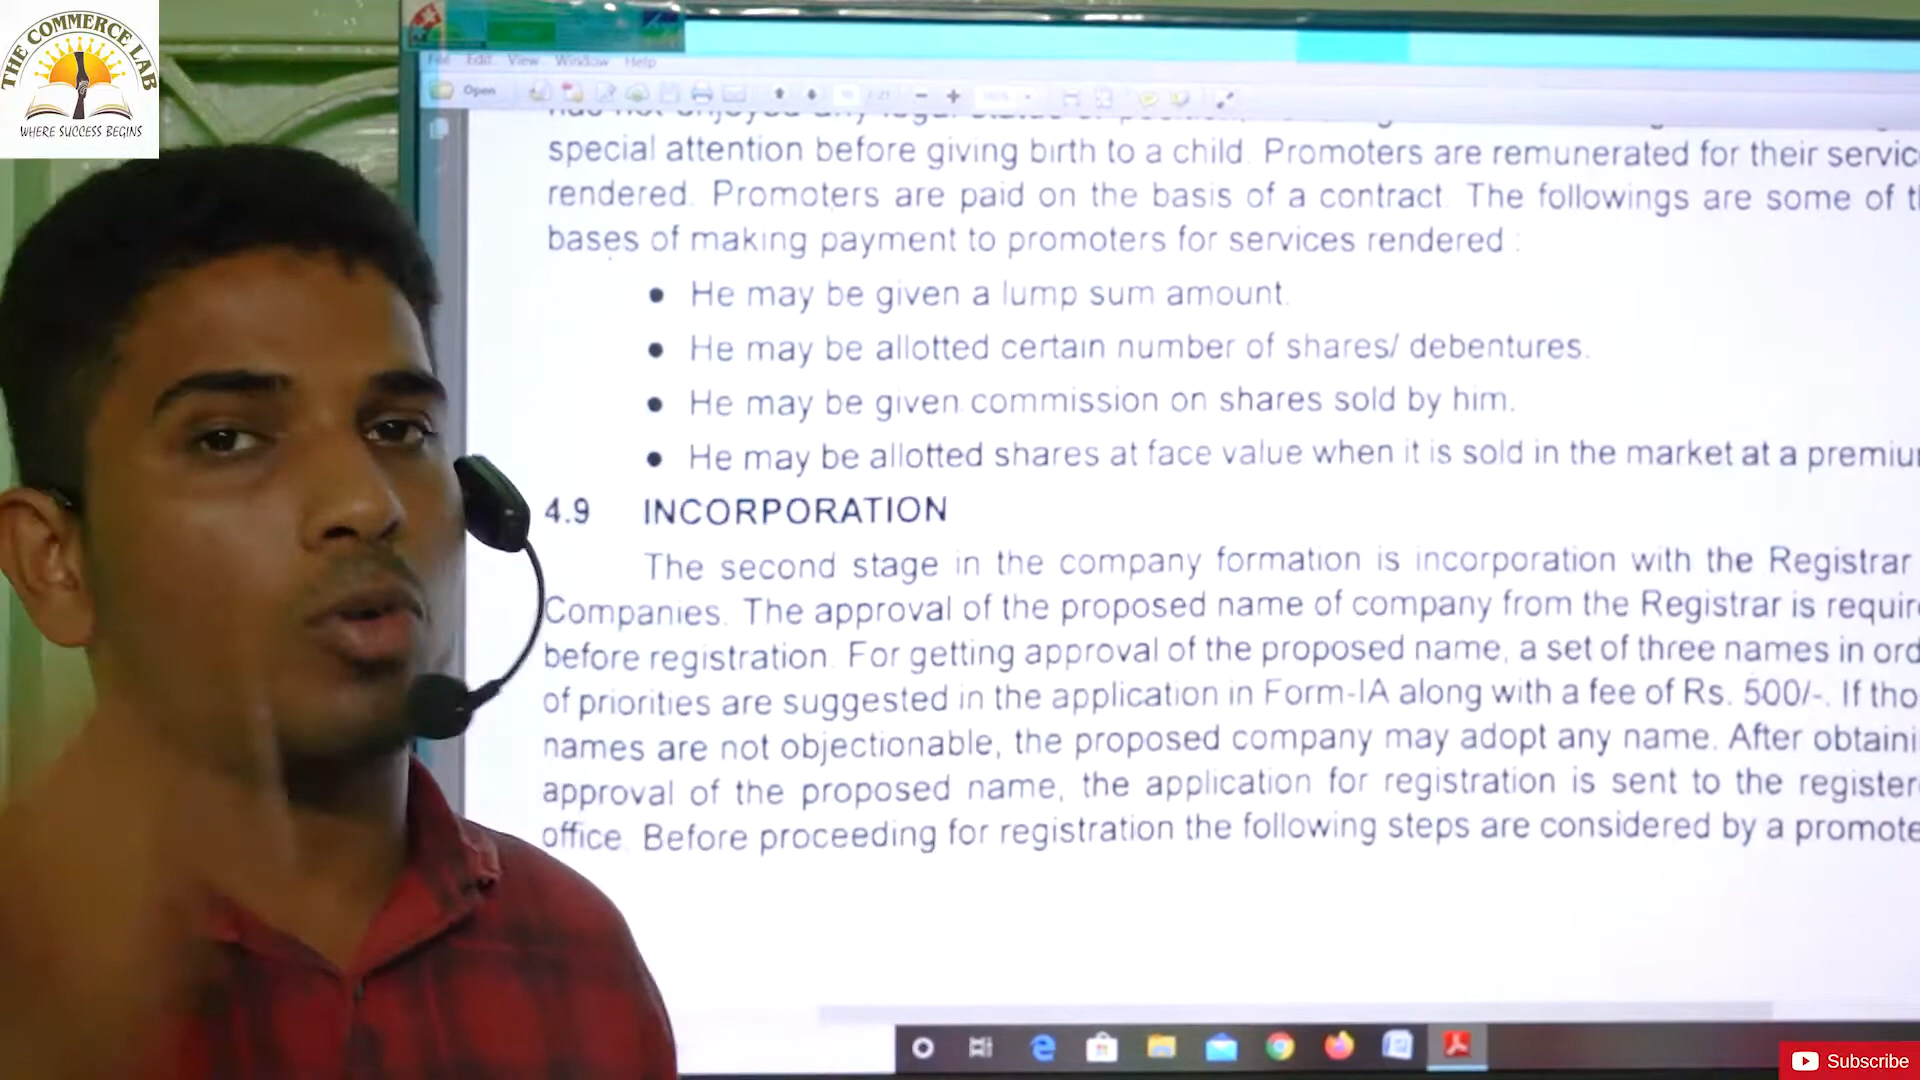 THE COMMERCE LAB
WHERE SUCCESS BEGINS
File Edit View Window Help
Open
special attention before giving birth to a child. Promoters are remunerated for their
rendered. Promoters are paid on the basis of a contract. The followings are some of
bases of making payment to promoters for services rendered :
• He may be given a lump sum amount.
• He may be allotted certain number of shares/ debentures.
• He may be given commission on shares sold by him.
• He may be allotted shares at face value when it is sold in the market at a
4.9 INCORPORATION
The second stage in the company formation is incorporation with the Registrar
Companies. The approval of the proposed name of company from the Registrar is
before registration. For getting approval of the proposed name, a set of three names in
of priorities are suggested in the application in Form-IA along with a fee of Rs. 500/-. If
names are not objectionable, the proposed company may adopt any name. After
approval of the proposed name, the application for registration is sent to the
office. Before proceeding for registration the following steps are considered by a
Subscribe